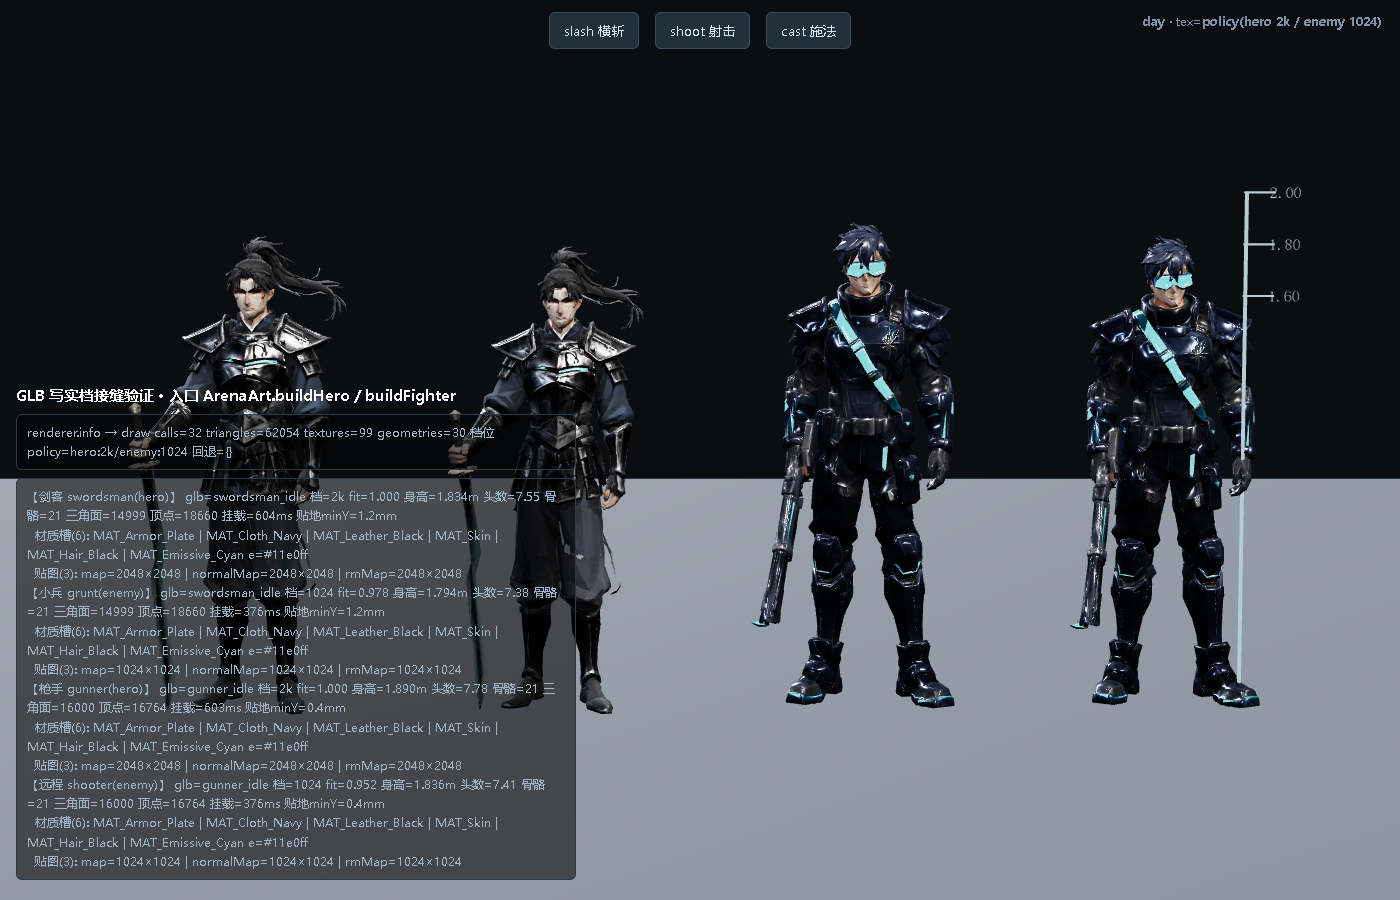 slash 横斩
shoot 射击
cast 施法
day · tex=policy(hero 2k / enemy 1024)
2.00
1.80
1.60
GLB 写实档接缝验证 · 入口 ArenaArt.buildHero / buildFighter
renderer.info → draw calls=32 triangles=62054 textures=99 geometries=30 档位
policy=hero:2k/enemy:1024 回退={}
【剑客 swordsman(hero)】 glb=swordsman_idle 档=2k fit=1.000 身高=1.834m 头数=7.55 骨
骼=21 三角面=14999 顶点=18660 挂载=604ms 贴地minY=1.2mm
材质槽(6): MAT_Armor_Plate | MAT_Cloth_Navy | MAT_Leather_Black | MAT_Skin |
MAT_Hair_Black | MAT_Emissive_Cyan e=#11e0ff
贴图(3): map=2048×2048 | normalMap=2048×2048 | rmMap=2048×2048
【小兵 grunt(enemy)】 glb=swordsman_idle 档=1024 fit=0.978 身高=1.794m 头数=7.38 骨骼
=21 三角面=14999 顶点=18660 挂载=376ms 贴地minY=1.2mm
材质槽(6): MAT_Armor_Plate | MAT_Cloth_Navy | MAT_Leather_Black | MAT_Skin |
MAT_Hair_Black | MAT_Emissive_Cyan e=#11e0ff
贴图(3): map=1024×1024 | normalMap=1024×1024 | rmMap=1024×1024
【枪手 gunner(hero)】 glb=gunner_idle 档=2k fit=1.000 身高=1.890m 头数=7.78 骨骼=21 三
角面=16000 顶点=16764 挂载=603ms 贴地minY=0.4mm
材质槽(6): MAT_Armor_Plate | MAT_Cloth_Navy | MAT_Leather_Black | MAT_Skin |
MAT_Hair_Black | MAT_Emissive_Cyan e=#11e0ff
贴图(3): map=2048×2048 | normalMap=2048×2048 | rmMap=2048×2048
【远程 shooter(enemy)】 glb=gunner_idle 档=1024 fit=0.952 身高=1.836m 头数=7.41 骨骼
=21 三角面=16000 顶点=16764 挂载=376ms 贴地minY=0.4mm
材质槽(6): MAT_Armor_Plate | MAT_Cloth_Navy | MAT_Leather_Black | MAT_Skin |
MAT_Hair_Black | MAT_Emissive_Cyan e=#11e0ff
贴图(3): map=1024×1024 | normalMap=1024×1024 | rmMap=1024×1024